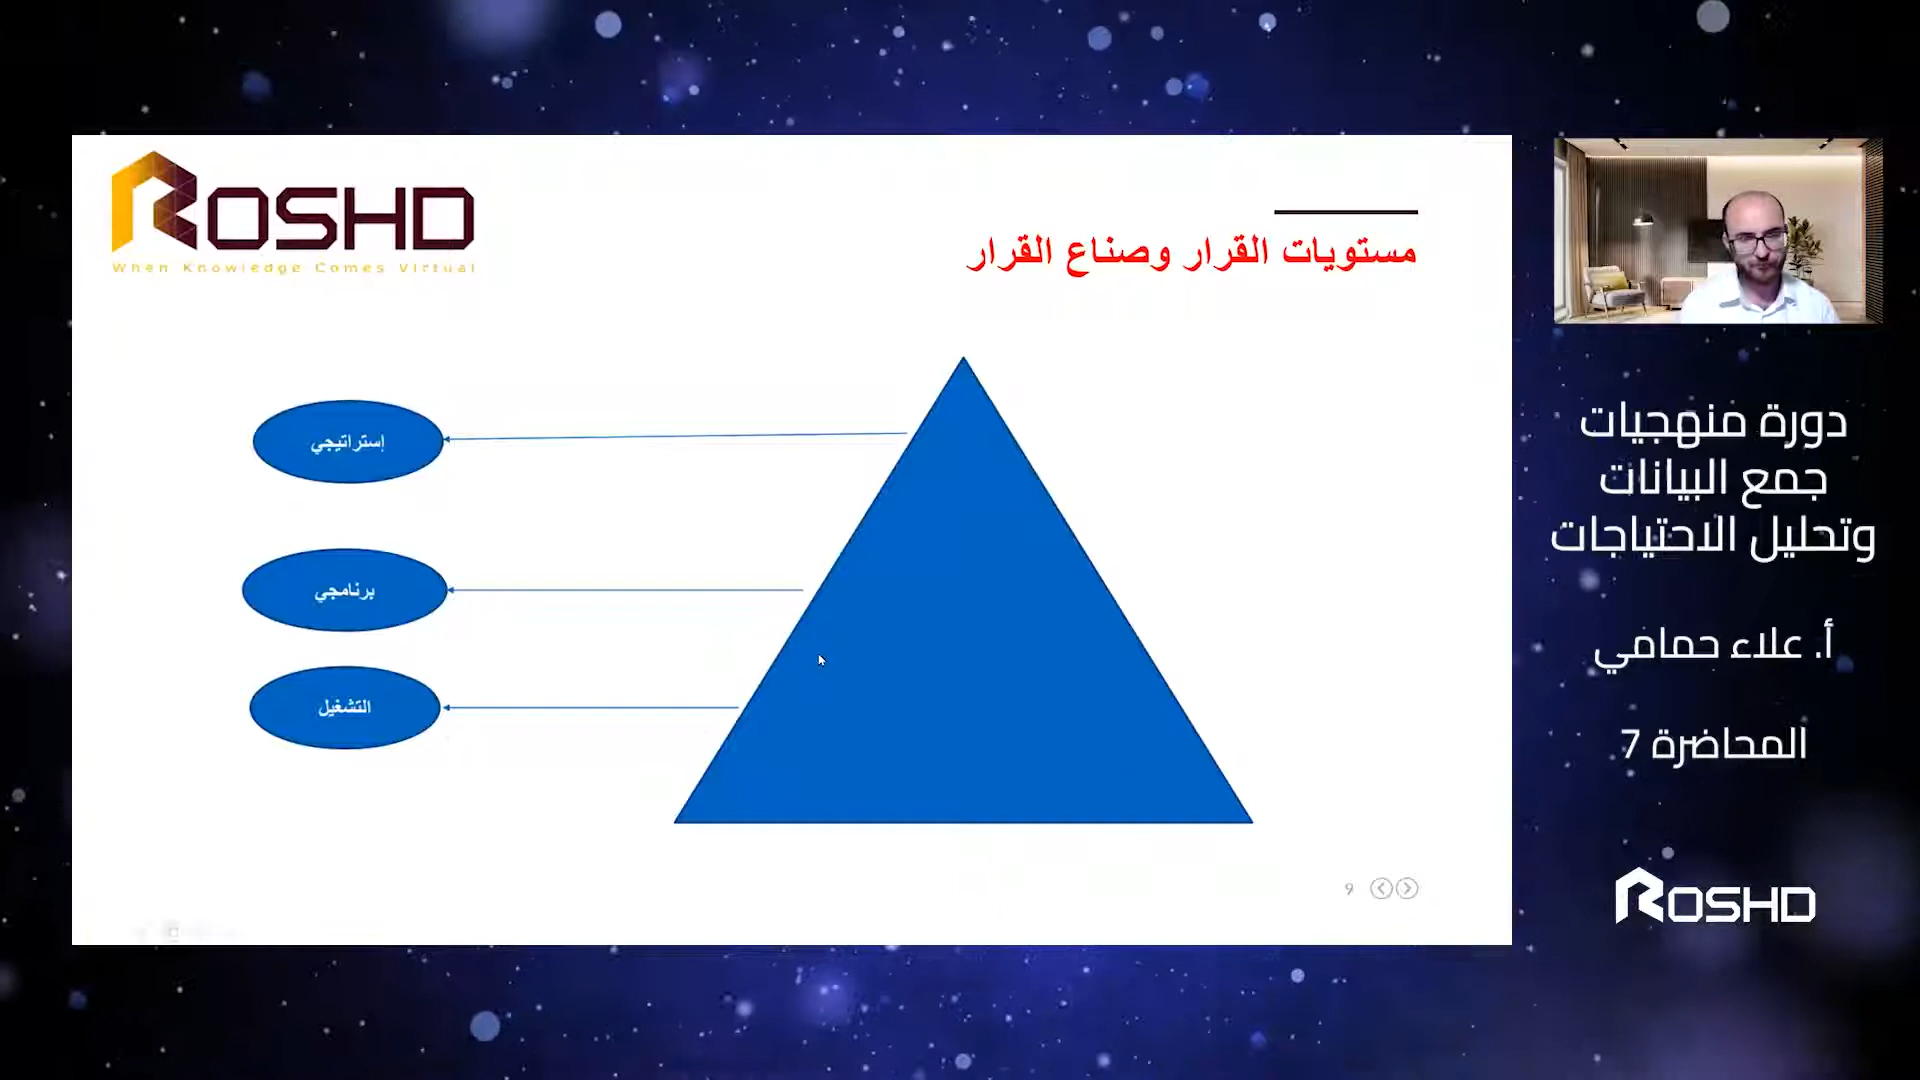 ROSHD
When Knowledge Comes Virtual
مستويات القرار وصناع القرار
إستراتيجي
برنامجي
التشغيل
9
دورة منهجيات
جمع البيانات
وتحليل الاحتياجات
أ. علاء حمامي
المحاضرة 7
ROSHD